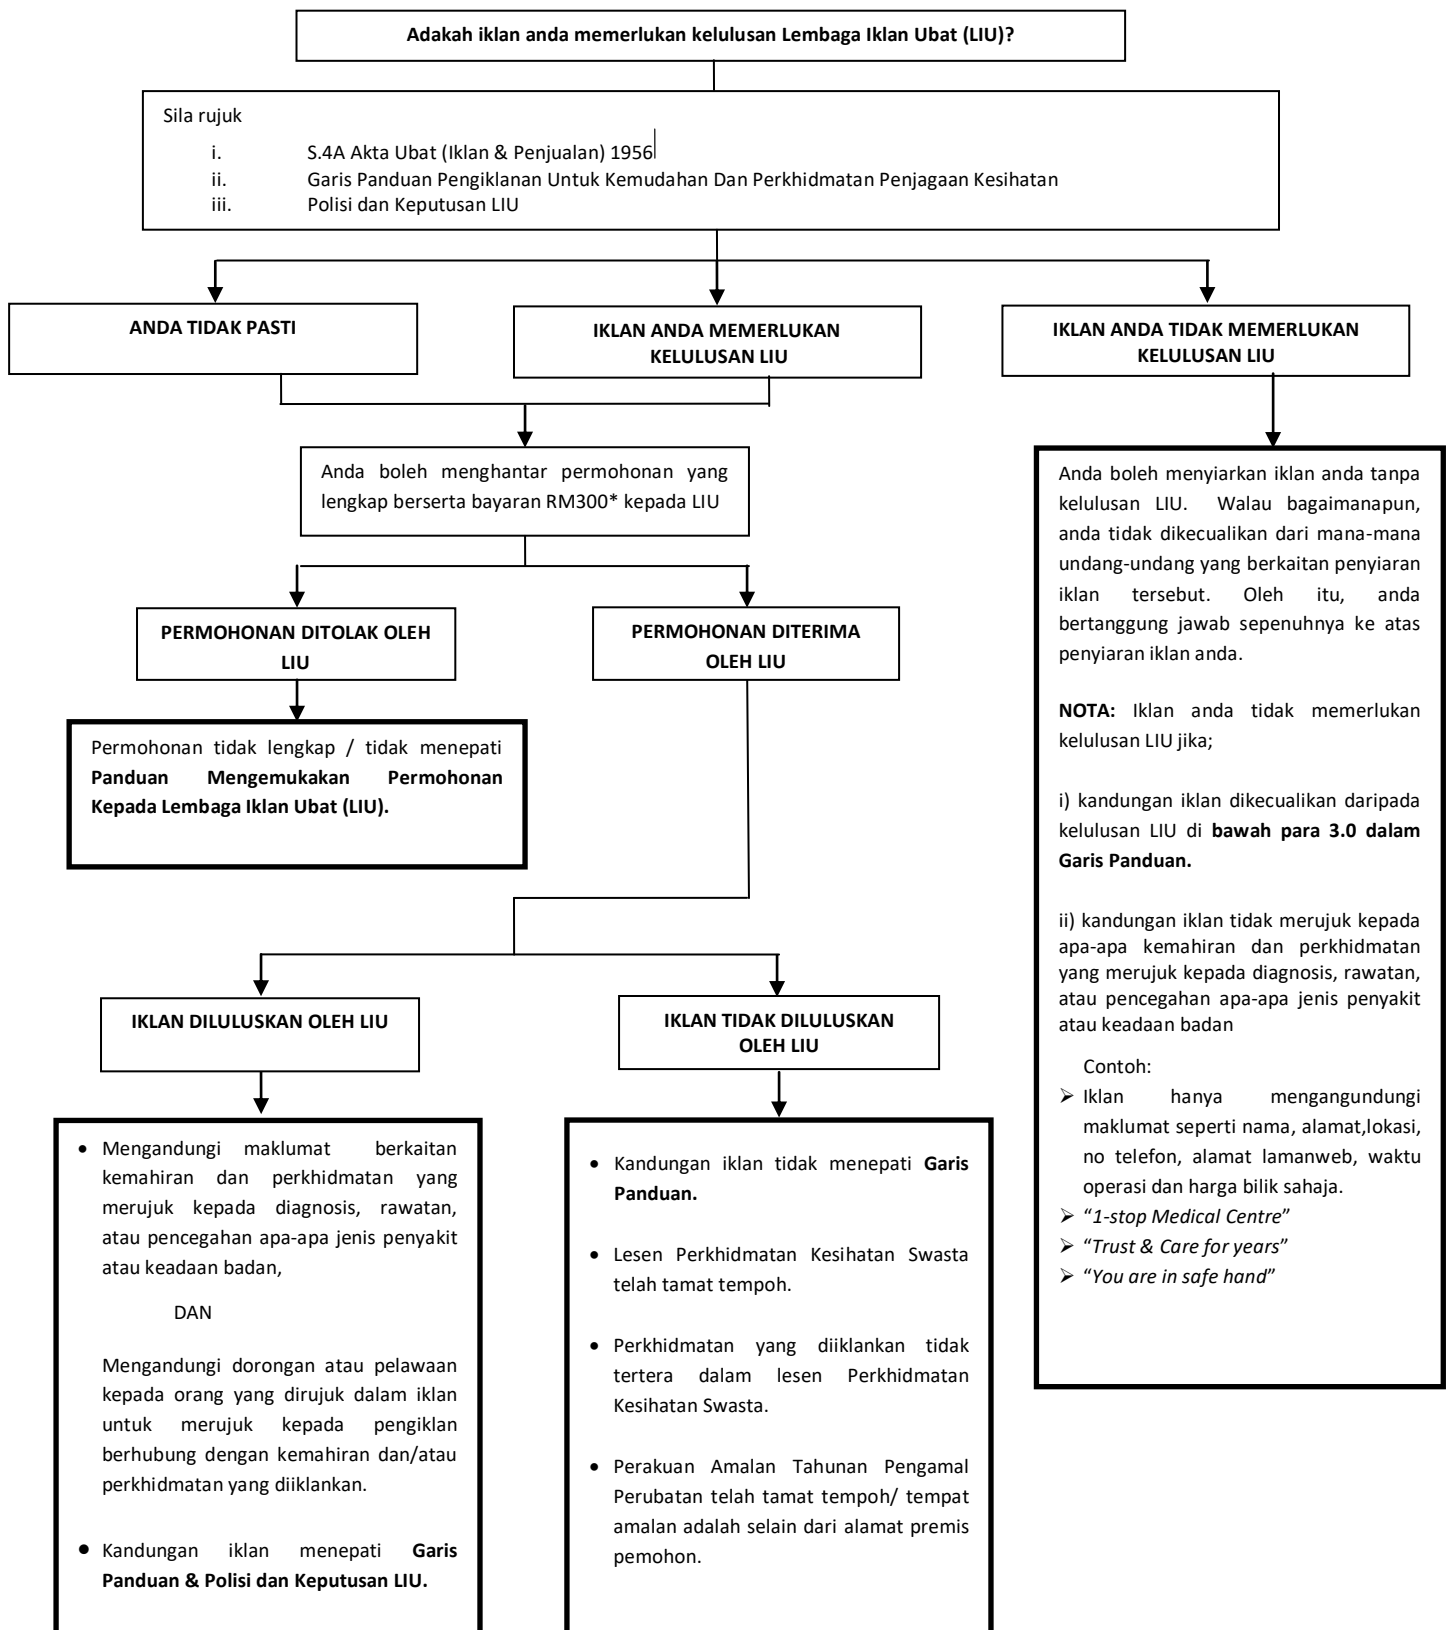 Adakah iklan anda memerlukan kelulusan Lembaga Iklan Ubat (LIU)?
Sila rujuk
i. S.4A Akta Ubat (Iklan & Penjualan) 1956
ii. Garis Panduan Pengiklanan Untuk Kemudahan Dan Perkhidmatan Penjagaan Kesihatan
iii. Polisi dan Keputusan LIU
ANDA TIDAK PASTI
IKLAN ANDA MEMERLUKAN
KELULUSAN LIU
IKLAN ANDA TIDAK MEMERLUKAN
KELULUSAN LIU
Anda boleh menghantar permohonan yang
lengkap berserta bayaran RM300* kepada LIU
PERMOHONAN DITOLAK OLEH
LIU
PERMOHONAN DITERIMA
OLEH LIU
Permohonan tidak lengkap / tidak menepati
Panduan Mengemukakan Permohonan
Kepada Lembaga Iklan Ubat (LIU).
Anda boleh menyiarkan iklan anda tanpa
kelulusan LIU. Walau bagaimanapun,
anda tidak dikecualikan dari mana-mana
undang-undang yang berkaitan penyiaran
iklan tersebut. Oleh itu, anda
bertanggung jawab sepenuhnya ke atas
penyiaran iklan anda.
NOTA: Iklan anda tidak memerlukan
kelulusan LIU jika;
i) kandungan iklan dikecualikan daripada
kelulusan LIU di bawah para 3.0 dalam
Garis Panduan.
ii) kandungan iklan tidak merujuk kepada
apa-apa kemahiran dan perkhidmatan
yang merujuk kepada diagnosis, rawatan,
atau pencegahan apa-apa jenis penyakit
atau keadaan badan
Contoh:
➢ Iklan hanya mengangundungi
maklumat seperti nama, alamat,lokasi,
no telefon, alamat lamanweb, waktu
operasi dan harga bilik sahaja.
➢ “1-stop Medical Centre”
➢ “Trust & Care for years”
➢ “You are in safe hand”
IKLAN DILULUSKAN OLEH LIU
IKLAN TIDAK DILULUSKAN
OLEH LIU
• Mengandungi maklumat berkaitan
kemahiran dan perkhidmatan yang
merujuk kepada diagnosis, rawatan,
atau pencegahan apa-apa jenis penyakit
atau keadaan badan,
DAN
Mengandungi dorongan atau pelawaan
kepada orang yang dirujuk dalam iklan
untuk merujuk kepada pengiklan
berhubung dengan kemahiran dan/atau
perkhidmatan yang diiklankan.
• Kandungan iklan menepati Garis
Panduan & Polisi dan Keputusan LIU.
• Kandungan iklan tidak menepati Garis
Panduan.
• Lesen Perkhidmatan Kesihatan Swasta
telah tamat tempoh.
• Perkhidmatan yang diiklankan tidak
tertera dalam lesen Perkhidmatan
Kesihatan Swasta.
• Perakuan Amalan Tahunan Pengamal
Perubatan telah tamat tempoh/ tempat
amalan adalah selain dari alamat premis
pemohon.